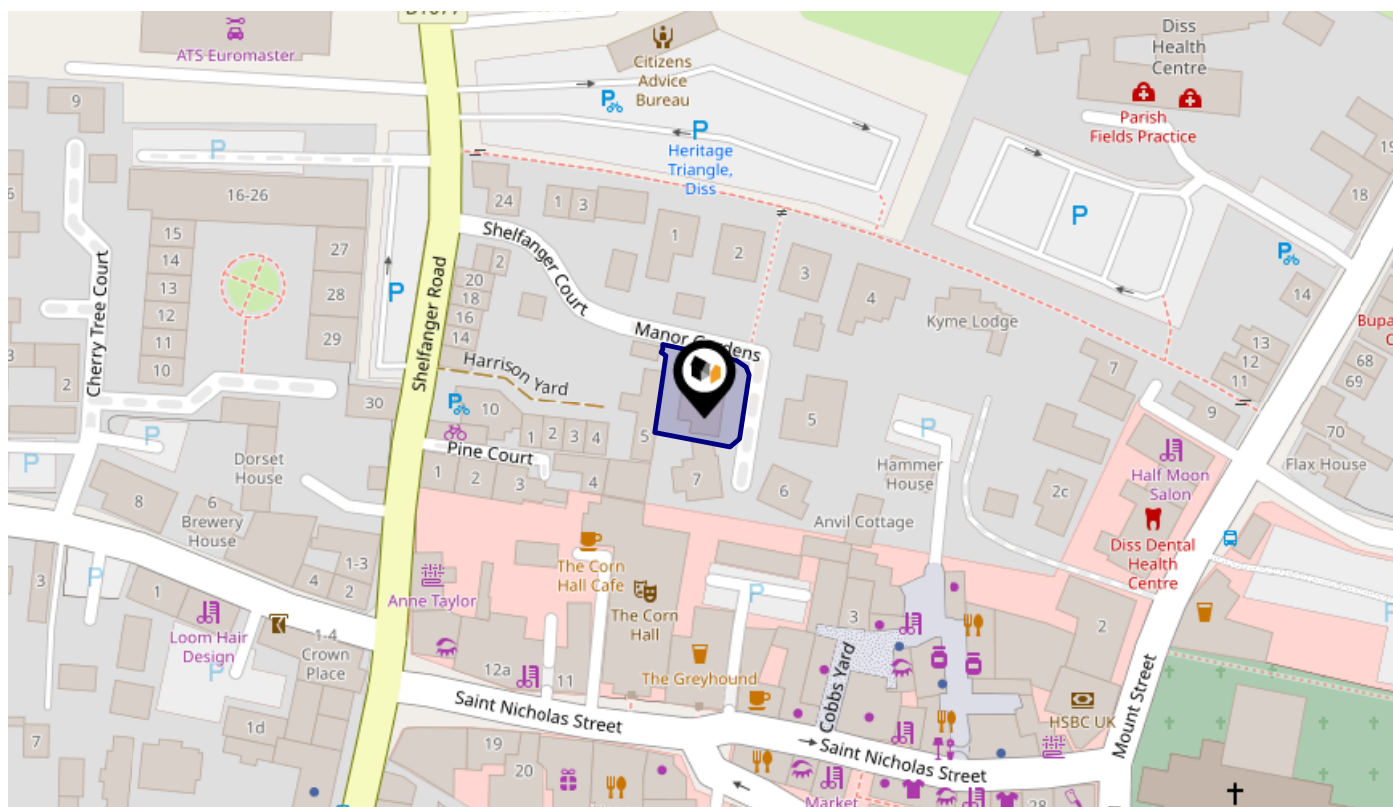 B1077
ATS Euromaster
Citizens
Advice
Bureau
Diss
Health
Centre
Parish
Fields Practice
9
P
P
Heritage
Triangle,
Diss
P
19
18
16-26
24
1
3
1
2
3
4
P
P
14
15
14
13
12
11
10
27
28
29
30
Cherry Tree Court
Shelfanger Road
Shelfanger Court
2
20
18
16
14
Manor Gardens
Kyme Lodge
Harrison Yard
P
10
1
2
3
4
5
5
7
6
13
12
11
7
9
Bupa
68
69
70
Flax House
P
P
P
2
Pine Court
1
2
3
4
Dorset
House
8
6
Brewery
House
1-3
4
2
3
P
1
Loom Hair
Design
P
1-4
Crown
Place
1d
7
Hammer
House
Anvil Cottage
2c
Half Moon
Salon
Diss Dental
Health
Centre
The Corn
Hall Cafe
The Corn
Hall
Anne Taylor
12a
11
The Greyhound
P
3
Cobbs Yard
2
HSBC UK
Mount Street
P
Saint Nicholas Street
Saint Nicholas Street
19
20
Market
28